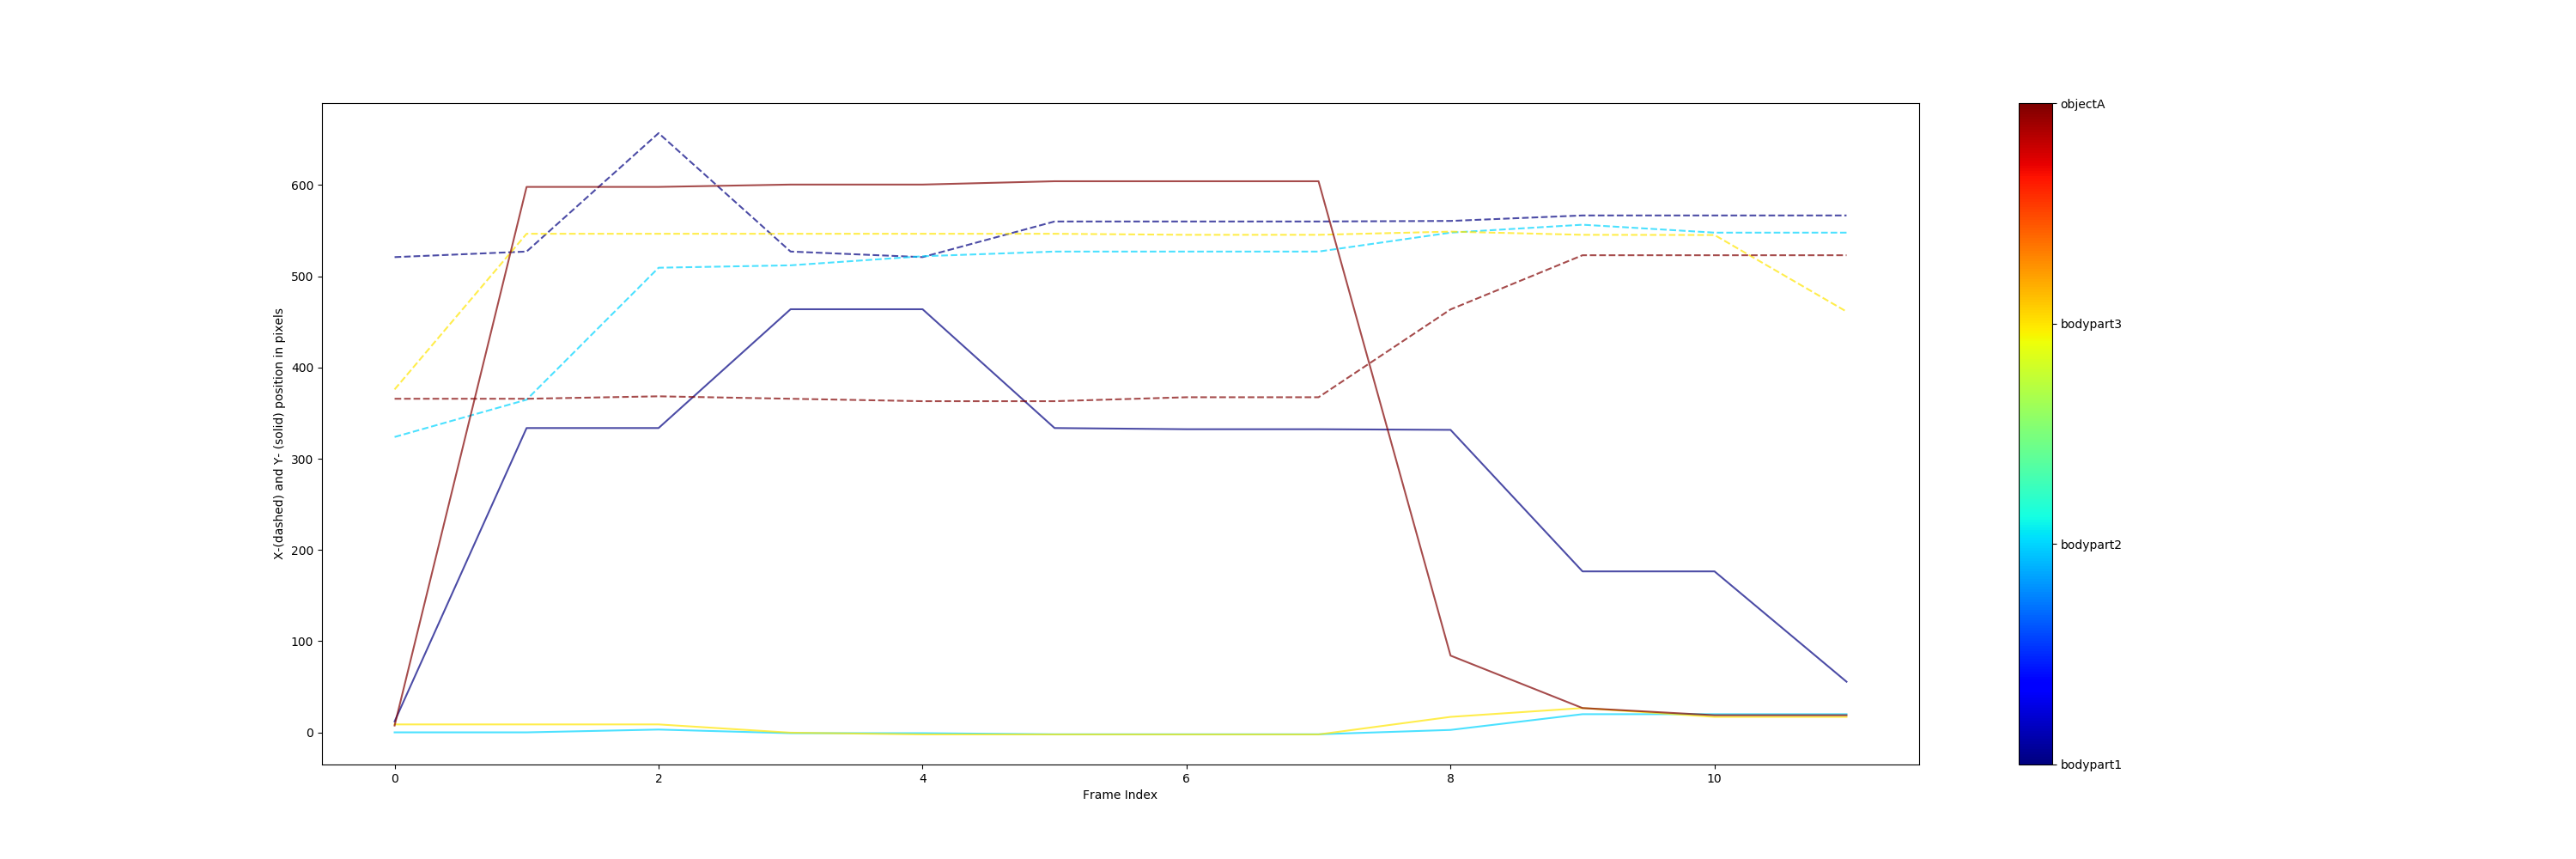 600
500
400
300
200
100
0
X-(dashed) and Y- (solid) position in pixels
0 2 4 6 8 10
Frame Index
objectA
bodypart3
bodypart2
bodypart1